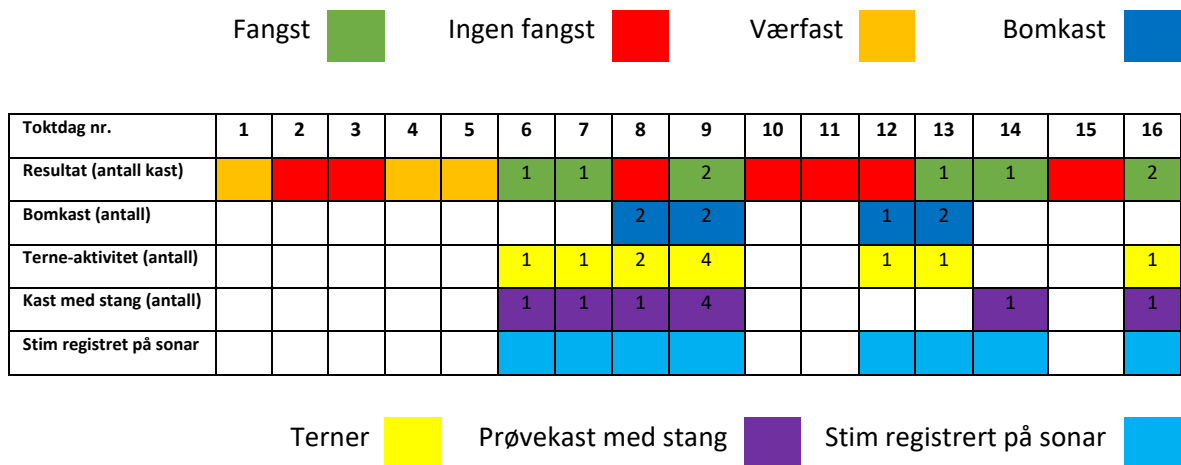 Fangst Ingen fangst Værfast Bomkast
Toktdag nr. 1 2 3 4 5 6 7 8 9 10 11 12 13 14 15 16
Resultat (antall kast) 1 1 2 1 1 2
Bomkast (antall) 2 2 1 2
Terne-aktivitet (antall) 1 1 2 4 1 1 1
Kast med stang (antall) 1 1 1 4 1 1
Stim registret på sonar
Terner Prøvekast med stang Stim registrert på sonar